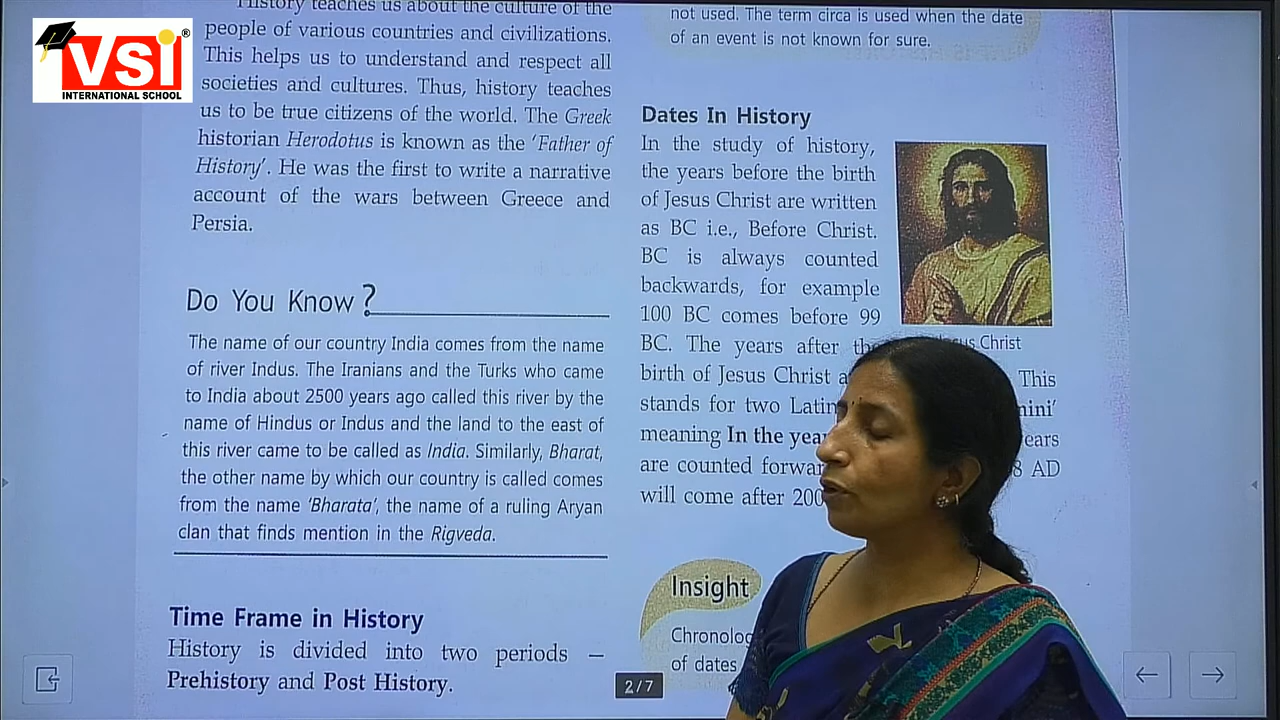 VSI
®
INTERNATIONAL SCHOOL
History teaches us about the culture of the
people of various countries and civilizations.
This helps us to understand and respect all
societies and cultures. Thus, history teaches
us to be true citizens of the world. The Greek
historian Herodotus is known as the 'Father of
History'. He was the first to write a narrative
account of the wars between Greece and
Persia.
Do You Know ?
The name of our country India comes from the name
of river Indus. The Iranians and the Turks who came
to India about 2500 years ago called this river by the
name of Hindus or Indus and the land to the east of
this river came to be called as India. Similarly, Bharat,
the other name by which our country is called comes
from the name 'Bharata', the name of a ruling Aryan
clan that finds mention in the Rigveda.
Time Frame in History
History is divided into two periods –
Prehistory and Post History.
not used. The term circa is used when the date
of an event is not known for sure.
Dates In History
In the study of history,
the years before the birth
of Jesus Christ are written
as BC i.e., Before Christ.
BC is always counted
backwards, for example
100 BC comes before 99
BC. The years after
Christ
birth of Jesus Christ This
stands for two
meaning In the
are counted AD
will come after
Insight
of dates
2/7